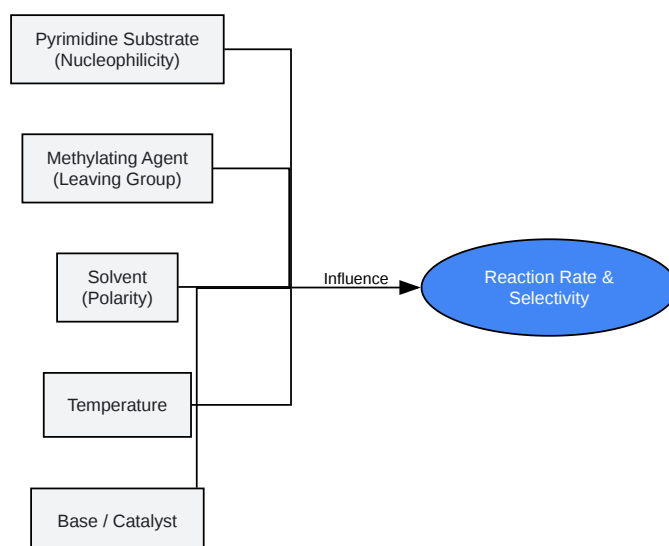 Pyrimidine Substrate
(Nucleophilicity)
Methylating Agent
(Leaving Group)
Solvent
(Polarity)
Influence
Reaction Rate &
Selectivity
Temperature
Base / Catalyst